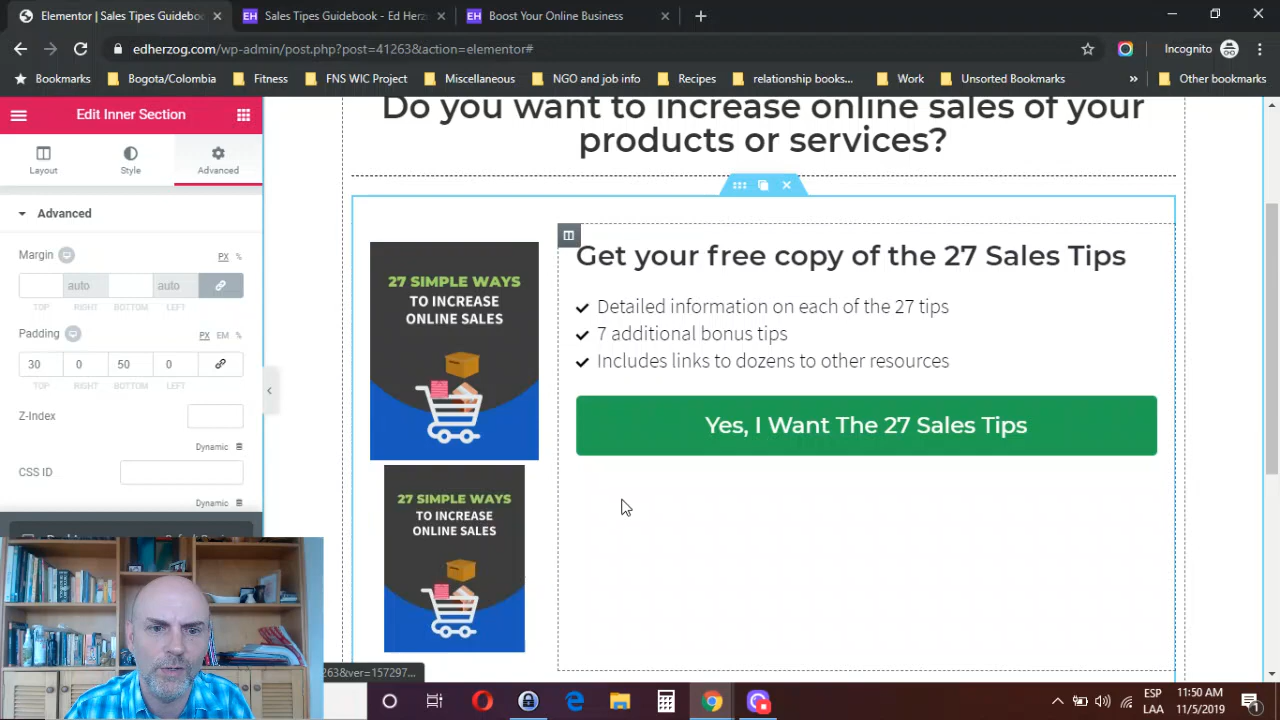 Elementor | Sales Tipes Guidebo
Sales Tipes Guidebook - Ed Herz
Boost Your Online Business
edherzog.com/wp-admin/post.php?post=41263&action=elementor#
Incognito
Bookmarks
Bogota/Colombia
Fitness
FNS WIC Project
Miscellaneous
NGO and job info
Recipes
relationship books...
Work
Unsorted Bookmarks
»
Other bookmarks
Edit Inner Section
Layout
Style
Advanced
Advanced
Margin
PX %
auto
auto
TOP RIGHT BOTTOM LEFT
Padding
PX EM %
30 0 50 0
TOP RIGHT BOTTOM LEFT
Z-Index
Dynamic
CSS ID
Dynamic
Do you want to increase online sales of your
products or services?
27 SIMPLE WAYS
TO INCREASE
ONLINE SALES
Get your free copy of the 27 Sales Tips
Detailed information on each of the 27 tips
7 additional bonus tips
Includes links to dozens to other resources
Yes, I Want The 27 Sales Tips
27 SIMPLE WAYS
TO INCREASE
ONLINE SALES
263&ver=157297...
ESP
LAA
11:50 AM
11/5/2019
1